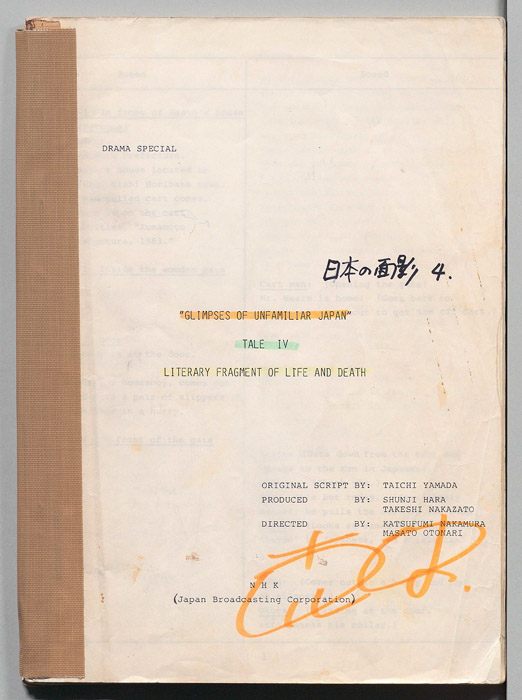 DRAMA SPECIAL
日本の面影 4.
"GLIMPSES OF UNFAMILIAR JAPAN"
TALE IV
LITERARY FRAGMENT OF LIFE AND DEATH
ORIGINAL SCRIPT BY: TAICHI YAMADA
PRODUCED BY: SHUNJI HARA
TAKESHI NAKAZATO
DIRECTED BY: KATSUFUMI NAKAMURA
MASATO OTONARI
N H K
(Japan Broadcasting Corporation)